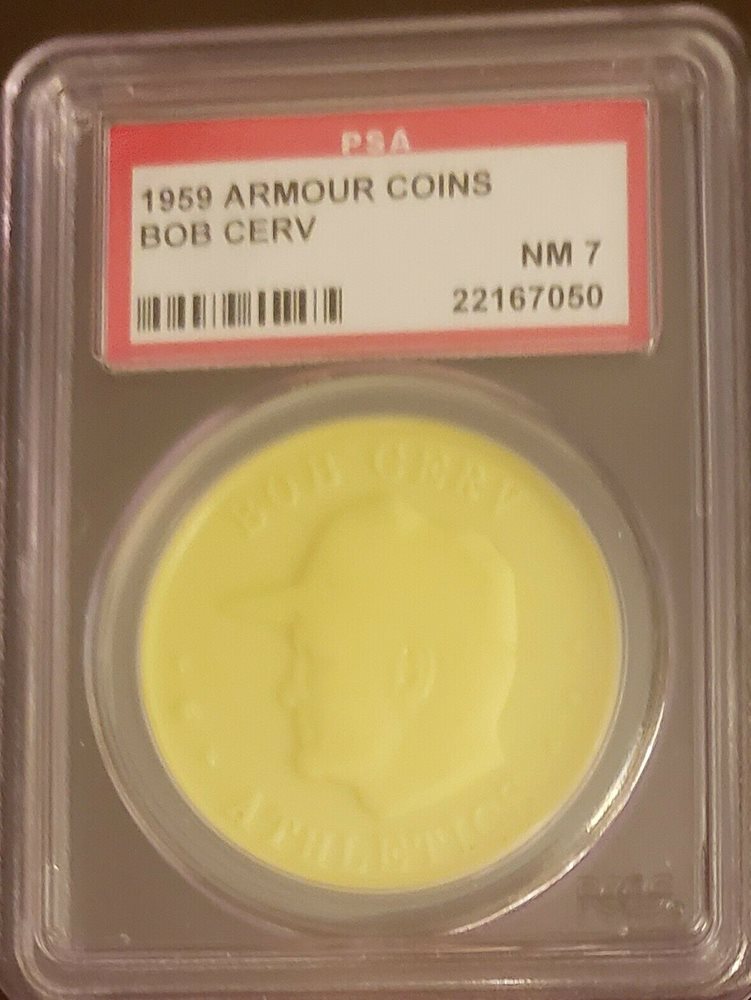 PSA
1959 ARMOUR COINS
BOB CERV
NM 7
22167050
BOB CERV
ATHLETICS